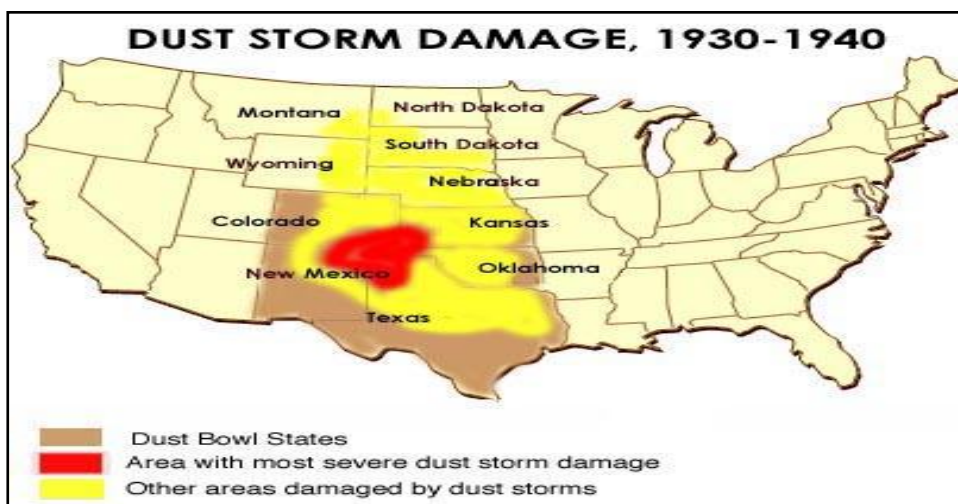 DUST STORM DAMAGE, 1930-1940
Montana
North Dakota
South Dakota
Wyoming
Nebraska
Colorado
Kansas
New Mexico
Oklahoma
Texas
Dust Bowl States
Area with most severe dust storm damage
Other areas damaged by dust storms